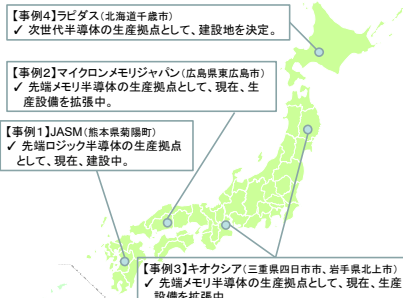 【事例4】ラピダス(北海道千歳市)
✓ 次世代半導体の生産拠点として、建設地を決定。
【事例2】マイクロンメモリジャパン(広島県東広島市)
✓ 先端メモリ半導体の生産拠点として、現在、生
産設備を拡張中。
【事例1】JASM(熊本県菊陽町)
✓ 先端ロジック半導体の生産拠点
として、現在、建設中。
【事例3】キオクシア(三重県四日市市、岩手県北上市)
✓ 先端メモリ半導体の生産拠点として、現在、生産
設備を拡張中